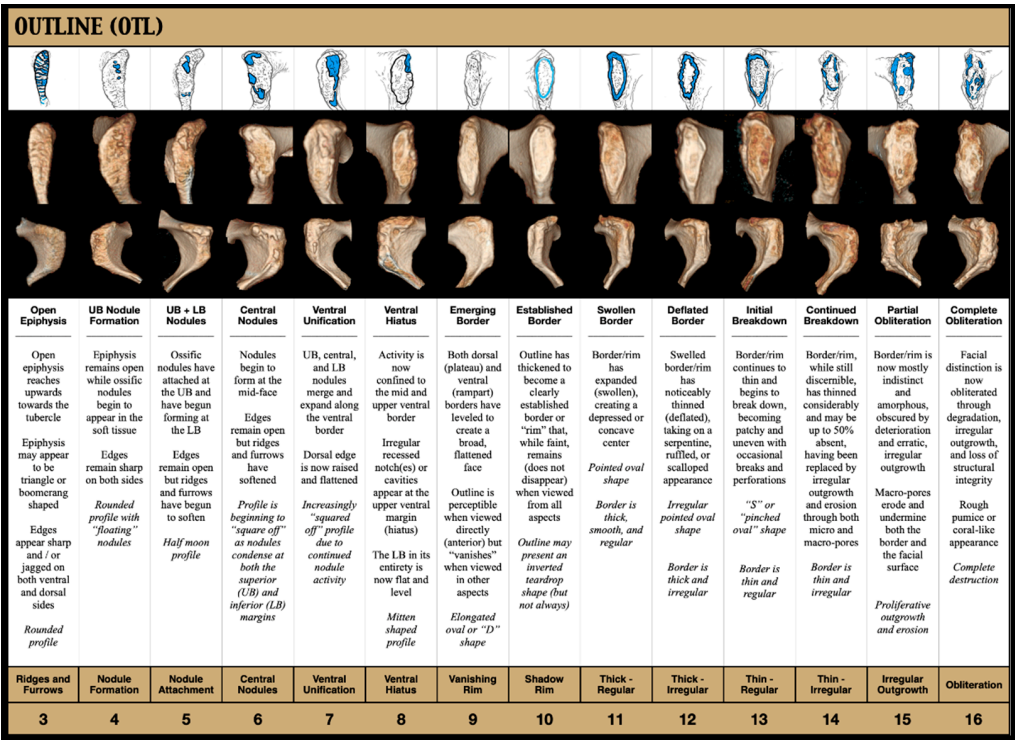 OUTLINE (OTL)
Open
Epiphysis
Open
epiphysis
reaches
upwards
towards the
tubercle
Epiphysis
may appear
to be
triangle or
boomerang
shaped
Edges
appear sharp
and / or
jagged on
both ventral
and dorsal
sides
Rounded
profile
UB Nodule
Formation
Epiphysis
remains open
while ossific
nodules
begin to
appear in the
soft tissue
Edges
remain sharp
on both sides
Rounded
profile with
“floating”
nodules
UB + LB
Nodules
Ossific
nodules have
attached at
the UB and
have begun
forming at
the LB
Edges
remain open
but ridges
and furrows
have begun
to soften
Half moon
profile
Central
Nodules
Nodules
begin to
form at the
mid-face
Edges
remain open
but ridges
and furrows
have
softened
Profile is
beginning to
“square off”
as nodules
condense at
both the
superior
(UB) and
inferior (LB)
margins
Ventral
Unification
UB, central,
and LB
nodules
merge and
expand along
the ventral
border
Dorsal edge
is now raised
and flattened
Increasingly
“squared
off” profile
due to
continued
nodule
activity
Ventral
Hiatus
Activity is
now
confined to
the mid and
upper ventral
border
Irregular
recessed
notch(es) or
cavities
appear at the
upper ventral
margin
(hiatus)
The LB in its
entirety is
now flat and
level
Mitten
shaped
profile
Emerging
Border
Both dorsal
(plateau) and
ventral
(rampart)
borders have
leveled to
create a
broad,
flattened
face
Outline is
perceptible
when viewed
directly
(anterior) but
“vanishes”
when viewed
in other
aspects
Elongated
oval or “D”
shape
Established
Border
Outline has
thickened to
become a
clearly
established
border or
“rim” that,
while faint,
remains
(does not
disappear)
when viewed
from all
aspects
Outline may
present an
inverted
teardrop
shape (but
not always)
Swollen
Border
Border/rim
has
expanded
(swollen),
creating a
depressed or
concave
center
Pointed oval
shape
Border is
thick,
smooth, and
regular
Deflated
Border
Swelled
border/rim
has
noticeably
thinned
(deflated),
taking on a
serpentine,
ruffled, or
scalloped
appearance
Irregular
pointed oval
shape
Border is
thick and
irregular
Initial
Breakdown
Border/rim
continues to
thin and
begins to
break down,
becoming
patchy and
uneven with
occasional
breaks and
perforations
“S” or
“pinched
oval” shape
Border is
thin and
regular
Continued
Breakdown
Border/rim,
while still
discernible,
has thinned
considerably
and may be
up to 50%
absent,
having been
replaced by
irregular
outgrowth
and erosion
through both
micro and
macro-pores
Border is
thin and
irregular
Partial
Obliteration
Border/rim is
now mostly
indistinct
and
amorphous,
obscured by
deterioration
and erratic,
irregular
outgrowth
Macro-pores
erode and
undermine
both the
border and
the facial
surface
Proliferative
outgrowth
and erosion
Complete
Obliteration
Facial
distinction is
now
obliterated
through
degradation,
irregular
outgrowth,
and loss of
structural
integrity
Rough
pumice or
coral-like
appearance
Complete
destruction
Ridges and
Furrows
Nodule
Formation
Nodule
Attachment
Central
Nodules
Ventral
Unification
Ventral
Hiatus
Vanishing
Rim
Shadow
Rim
Thick -
Regular
Thick -
Irregular
Thin -
Regular
Thin -
Irregular
Irregular
Outgrowth
Obliteration
3 4 5 6 7 8 9 10 11 12 13 14 15 16